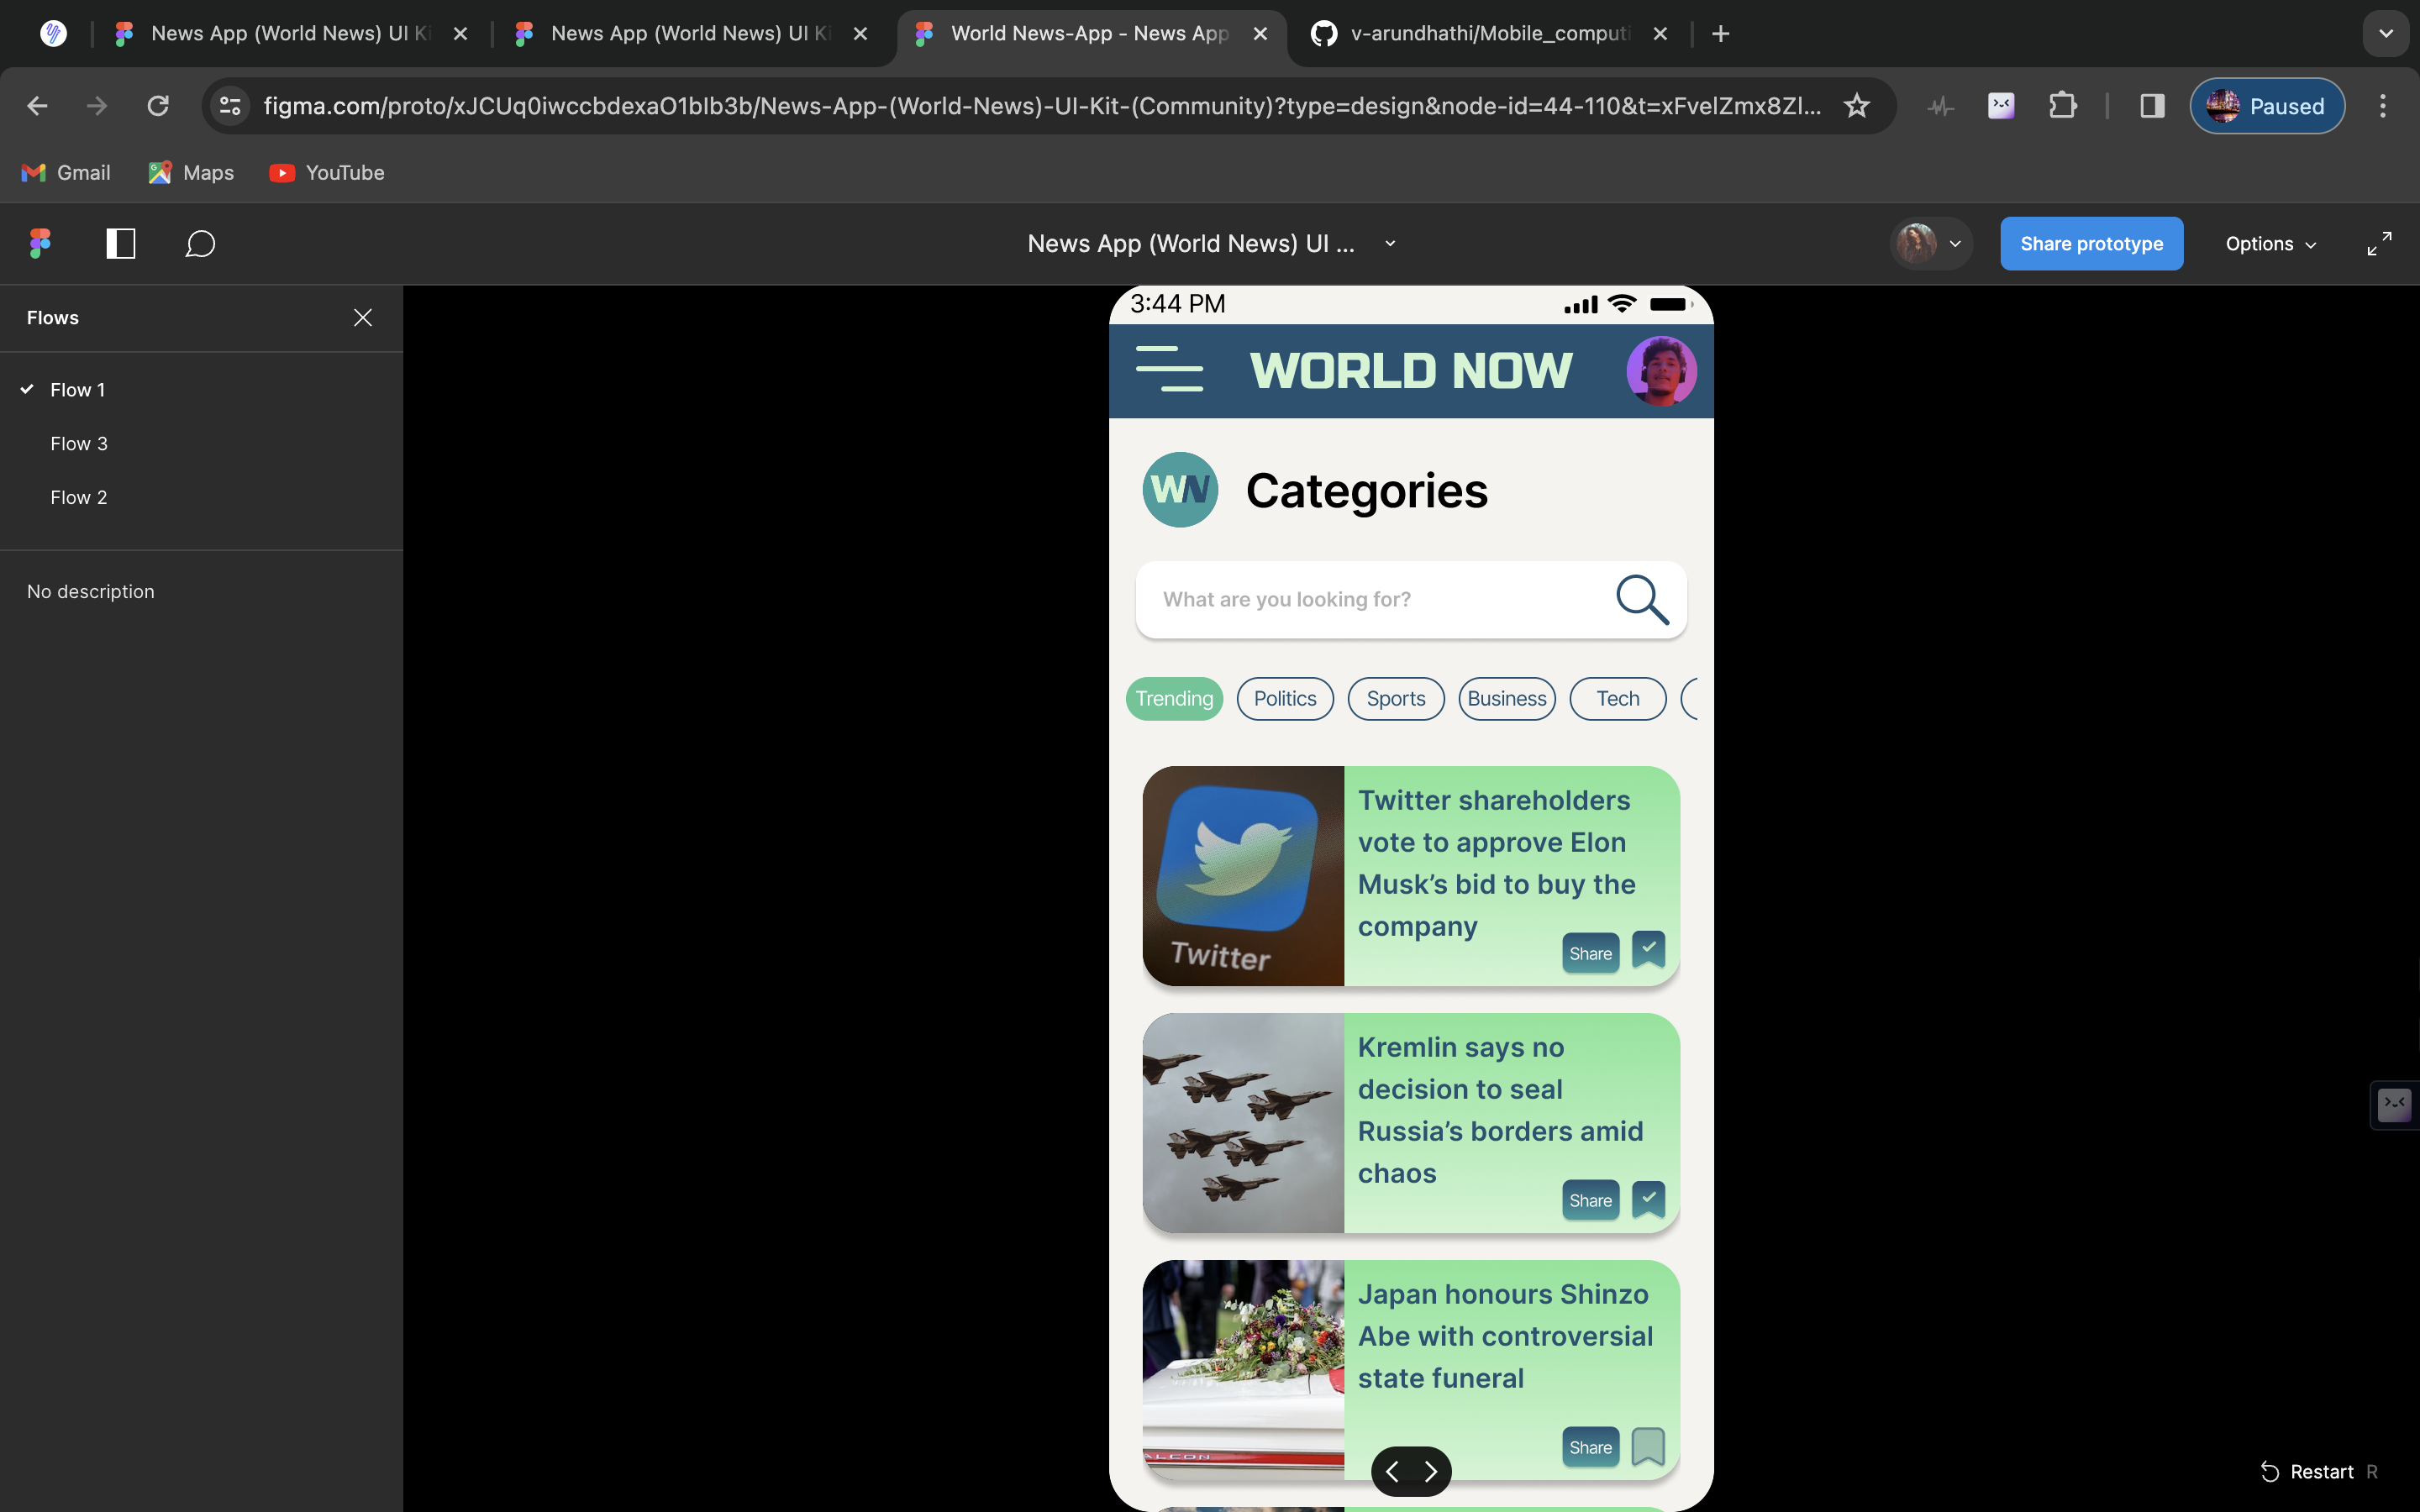 News App (World News) UI Ki
News App (World News) UI Ki
World News-App - News App
v-arundhathi/Mobile_computi
figma.com/proto/xJCUq0iwccbdexaO1bIb3b/News-App-(World-News)-UI-Kit-(Community)?type=design&node-id=44-110&t=xFvelZmx8Zl...
Paused
Gmail
Maps
YouTube
News App (World News) UI ...
Share prototype
Options
Flows
Flow 1
Flow 3
Flow 2
No description
3:44 PM
WORLD NOW
WN
Categories
What are you looking for?
Trending
Politics
Sports
Business
Tech
Twitter
Twitter shareholders
vote to approve Elon
Musk’s bid to buy the
company
Share
Kremlin says no
decision to seal
Russia’s borders amid
chaos
Share
Japan honours Shinzo
Abe with controversial
state funeral
ALCON
Share
Restart R